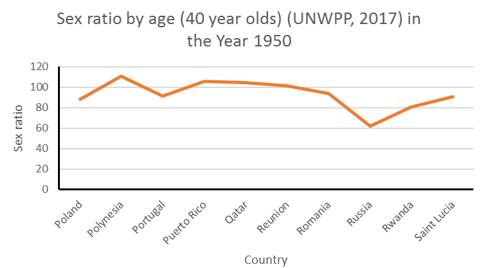 Sex ratio by age (40 year olds) (UNWPP, 2017) in
the Year 1950
120
100
80
60
40
20
0
Sex ratio
Poland
Polynesia
Portugal
Puerto Rico
Qatar
Reunion
Romania
Russia
Rwanda
Saint Lucia
Country